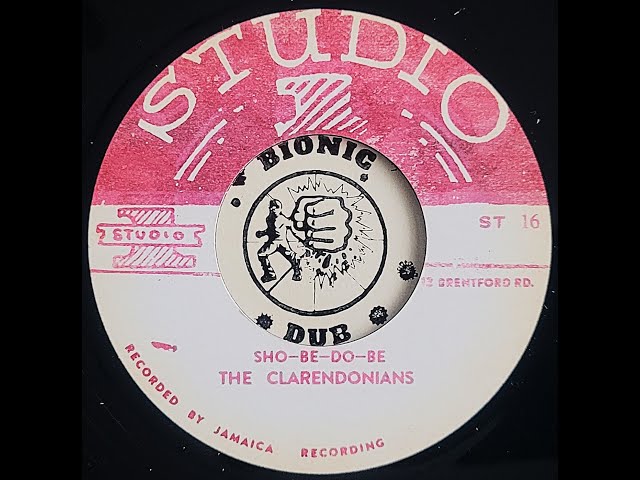 STUDIO
1
BIONIC
DUB
STUDIO
ST 16
13 BRENTFORD RD.
SHO-BE-DO-BE
THE CLARENDONIANS
RECORDED BY JAMAICA RECORDING